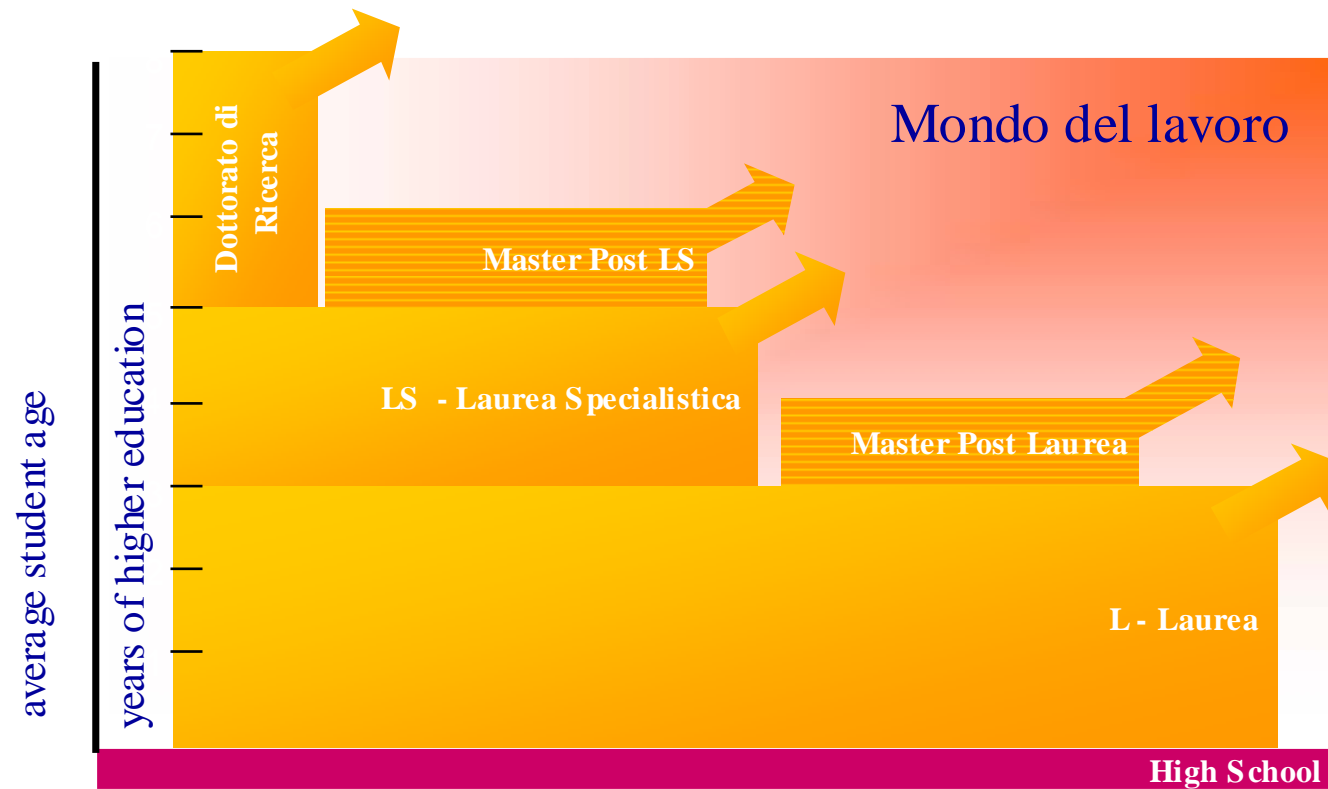 Mondo del lavoro
Dottorato di
Ricerca
Master Post LS
LS - Laurea Specialistica
Master Post Laurea
L - Laurea
High School
average student age
years of higher education